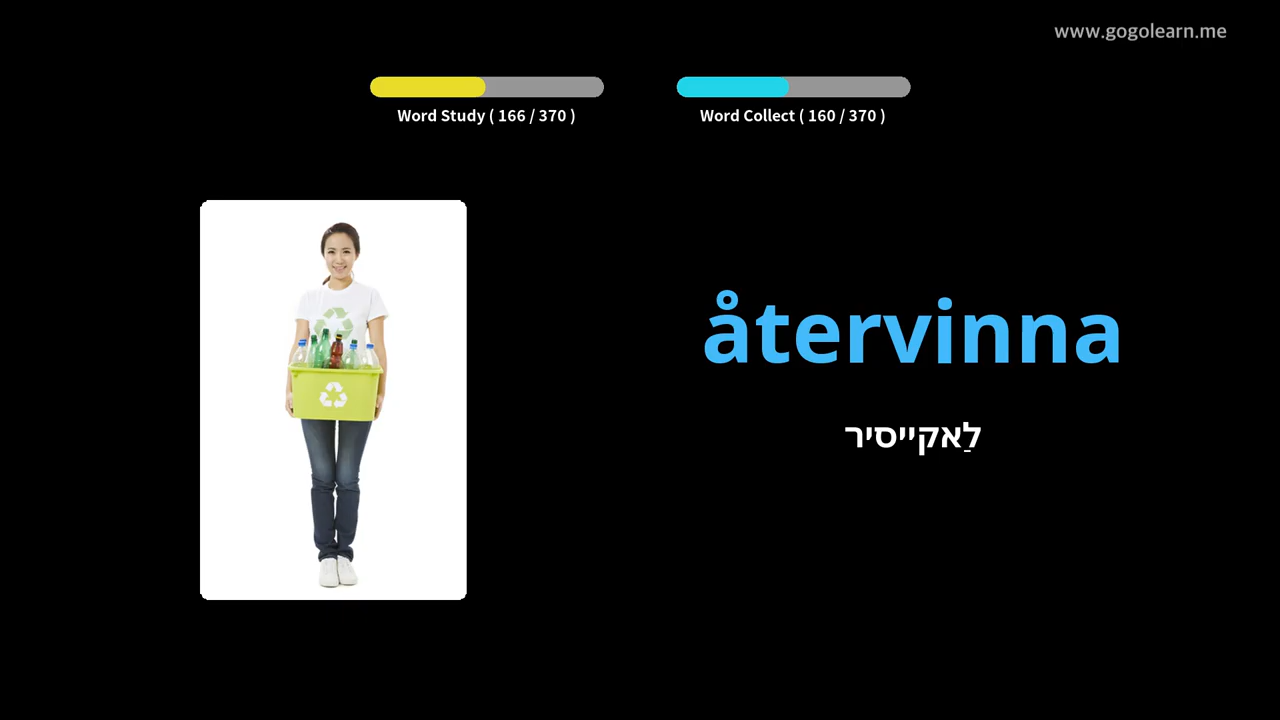 www.gogolearn.me
Word Study ( 166 / 370 )
Word Collect ( 160 / 370 )
återvinna
לַאקייסיר